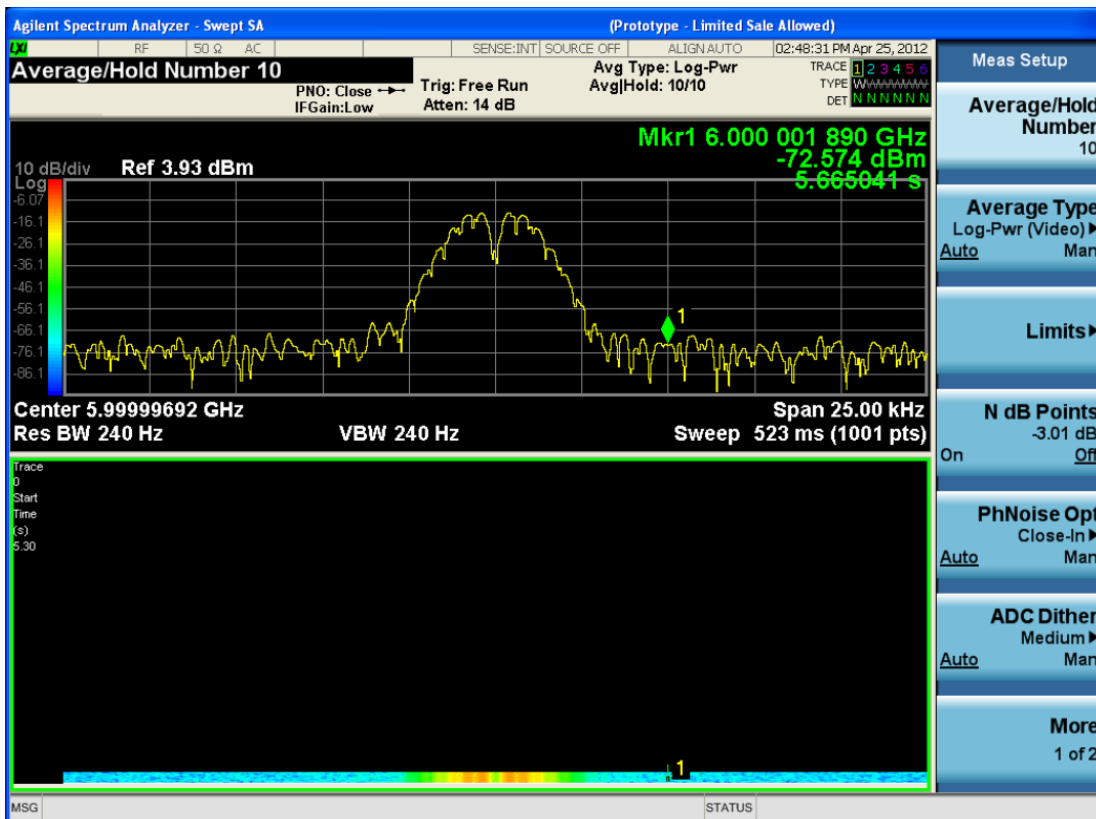 Agilent Spectrum Analyzer - Swept SA (Prototype - Limited Sale Allowed)
LXI RF 50 Ω AC SENSE:INT SOURCE OFF ALIGN AUTO 02:48:31 PM Apr 25, 2012
Average/Hold Number 10
PNO: Close
IFGain:Low
Trig: Free Run
Atten: 14 dB
Avg Type: Log-Pwr
Avg|Hold: 10/10
TRACE 1 2 3 4 5 6
TYPE
DET N N N N N N
Mkr1 6.000 001 890 GHz
-72.574 dBm
5.665041 s
10 dB/div Ref 3.93 dBm
Log
-6.07
-16.1
-26.1
-36.1
-46.1
-56.1
-66.1
-76.1
-86.1
1
Center 5.99999692 GHz Span 25.00 kHz
Res BW 240 Hz VBW 240 Hz Sweep 523 ms (1001 pts)
Trace
0
Start
Time
(s)
5.30
1
MSG STATUS
Meas Setup
Average/Hold
Number
10
Average Type
Log-Pwr (Video)
Auto Man
Limits
N dB Points
-3.01 dB
On Off
PhNoise Opt
Close-In
Auto Man
ADC Dither
Medium
Auto Man
More
1 of 2